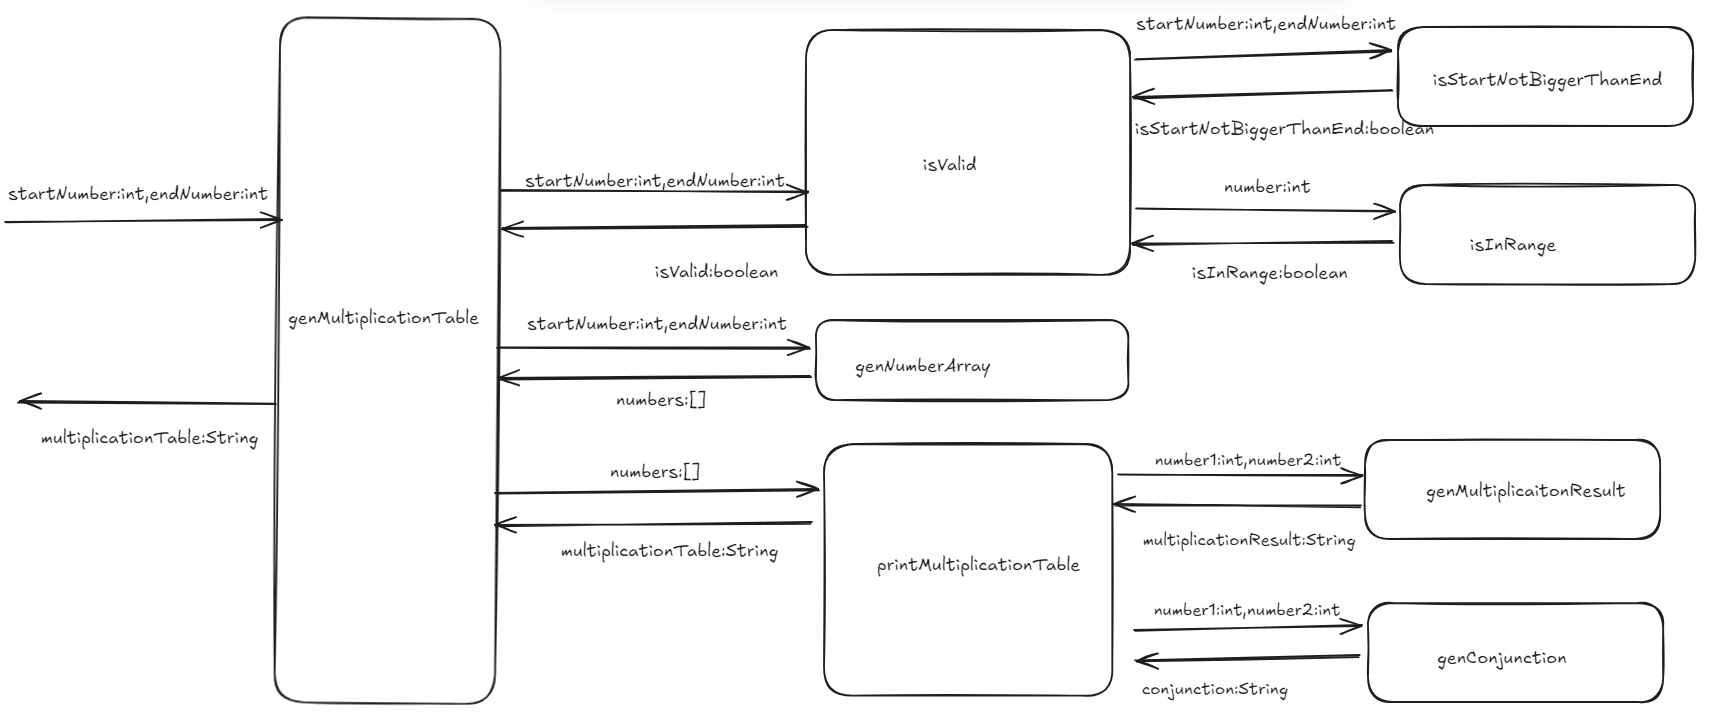 startNumber:int,endNumber:int
genMultiplicationTable
multiplicationTable:String
startNumber:int,endNumber:int
isValid
isValid:boolean
startNumber:int,endNumber:int
isStartNotBiggerThanEnd
isStartNotBiggerThanEnd:boolean
number:int
isInRange
isInRange:boolean
startNumber:int,endNumber:int
genNumberArray
numbers:[]
numbers:[]
printMultiplicationTable
multiplicationTable:String
number1:int,number2:int
genMultiplicaitonResult
multiplicationResult:String
number1:int,number2:int
genConjunction
conjunction:String